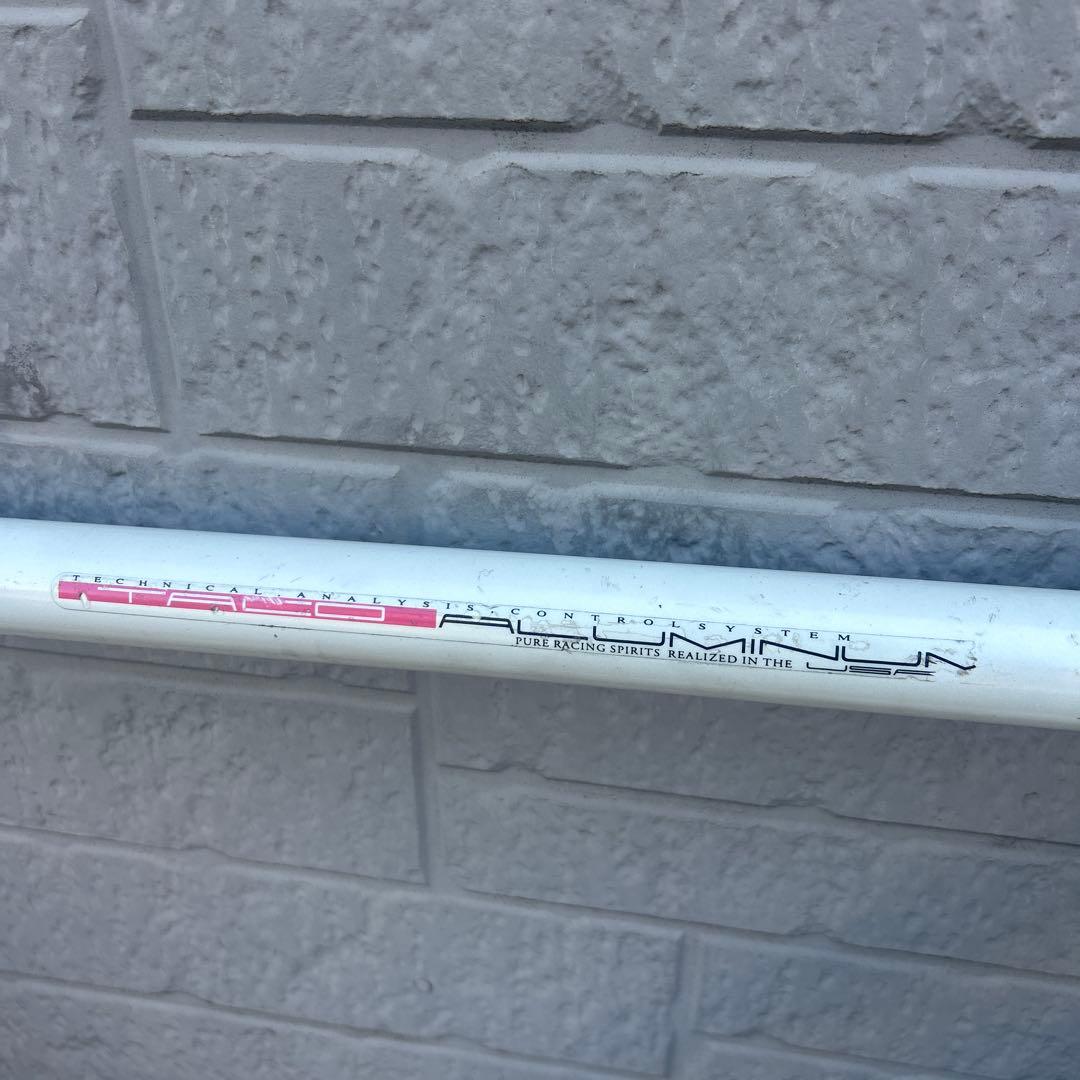 TECHNICAL.ANALYSIS.CONTROLSYSTEM
ALUMINUM
PURE RACING SPIRITS REALIZED IN THE USA